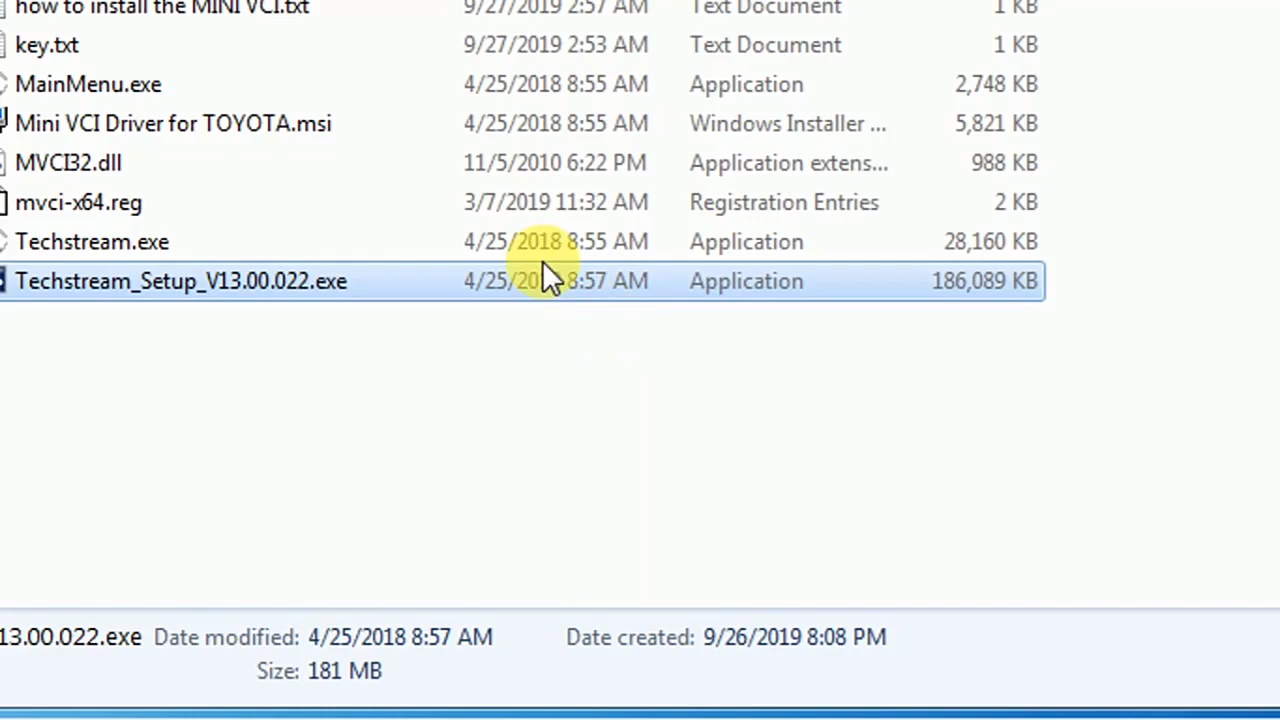 how to install the MINI VCI.txt 9/27/2019 2:57 AM Text Document 1 KB
key.txt 9/27/2019 2:53 AM Text Document 1 KB
MainMenu.exe 4/25/2018 8:55 AM Application 2,748 KB
Mini VCI Driver for TOYOTA.msi 4/25/2018 8:55 AM Windows Installer ... 5,821 KB
MVCI32.dll 11/5/2010 6:22 PM Application extens... 988 KB
mvci-x64.reg 3/7/2019 11:32 AM Registration Entries 2 KB
Techstream.exe 4/25/2018 8:55 AM Application 28,160 KB
Techstream_Setup_V13.00.022.exe 4/25/20 8:57 AM Application 186,089 KB
13.00.022.exe Date modified: 4/25/2018 8:57 AM Date created: 9/26/2019 8:08 PM
Size: 181 MB